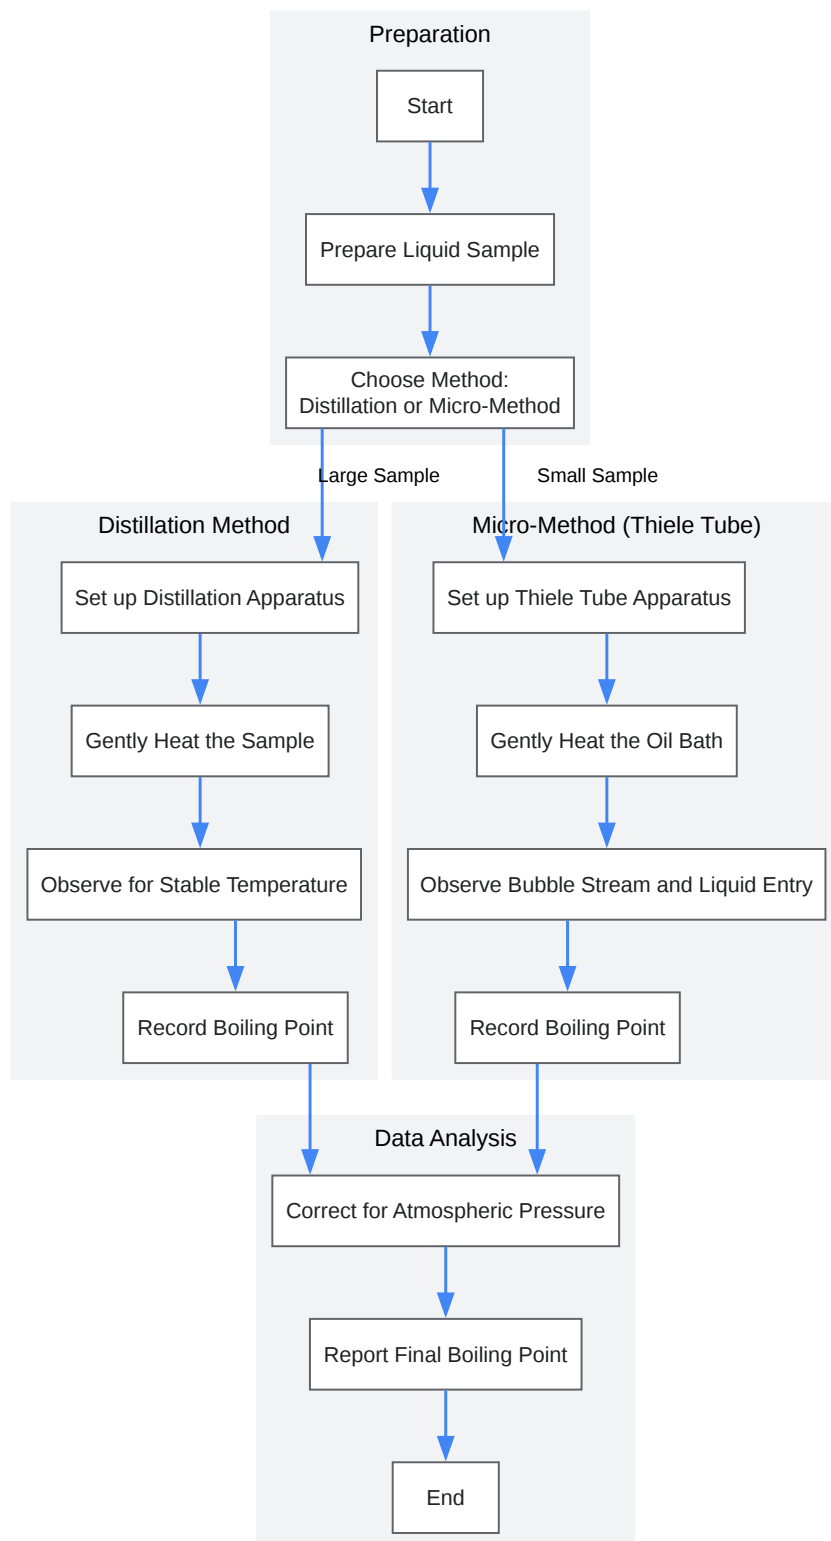 Preparation
Start
Prepare Liquid Sample
Choose Method:
Distillation or Micro-Method
Large Sample
Small Sample
Distillation Method
Set up Distillation Apparatus
Gently Heat the Sample
Observe for Stable Temperature
Record Boiling Point
Micro-Method (Thiele Tube)
Set up Thiele Tube Apparatus
Gently Heat the Oil Bath
Observe Bubble Stream and Liquid Entry
Record Boiling Point
Data Analysis
Correct for Atmospheric Pressure
Report Final Boiling Point
End